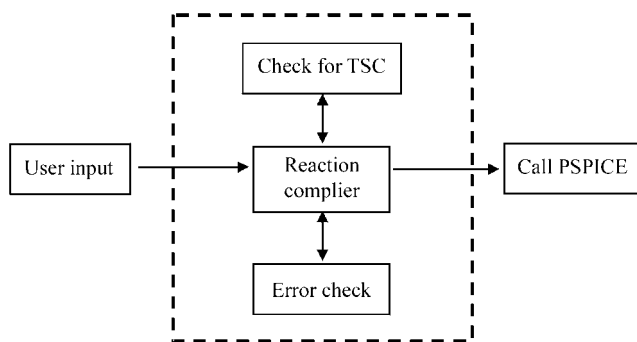 Check for TSC
User input
Reaction
complier
Call PSPICE
Error check